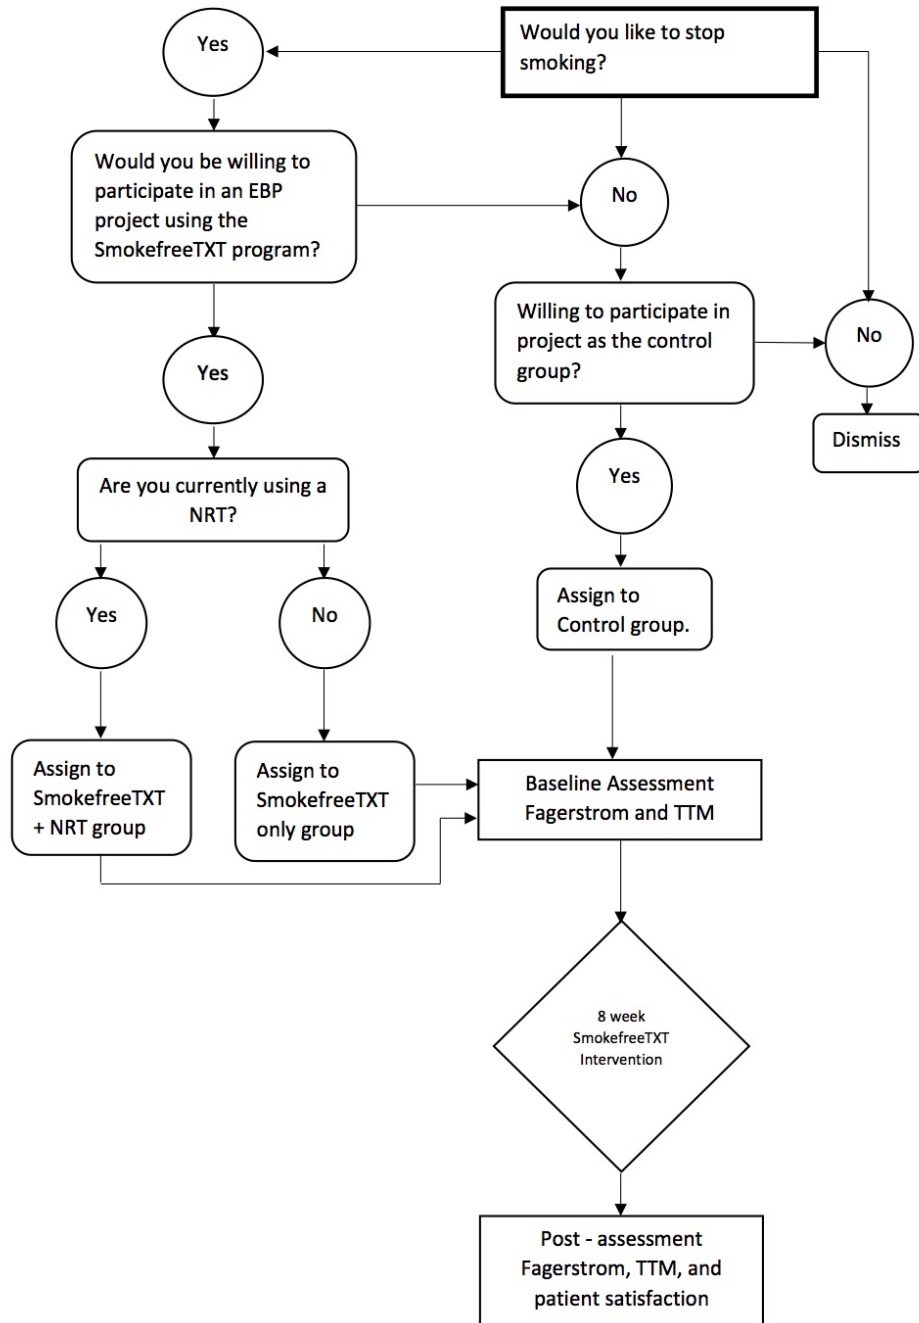 Would you like to stop
smoking?
Yes
Would you be willing to
participate in an EBP
project using the
SmokefreeTXT program?
No
Willing to participate in
project as the control
group?
No
Dismiss
Yes
Yes
Are you currently using a
NRT?
Yes
No
Assign to
Control group.
Assign to
SmokefreeTXT
+ NRT group
Assign to
SmokefreeTXT
only group
Baseline Assessment
Fagerstrom and TTM
8 week
SmokefreeTXT
Intervention
Post - assessment
Fagerstrom, TTM, and
patient satisfaction